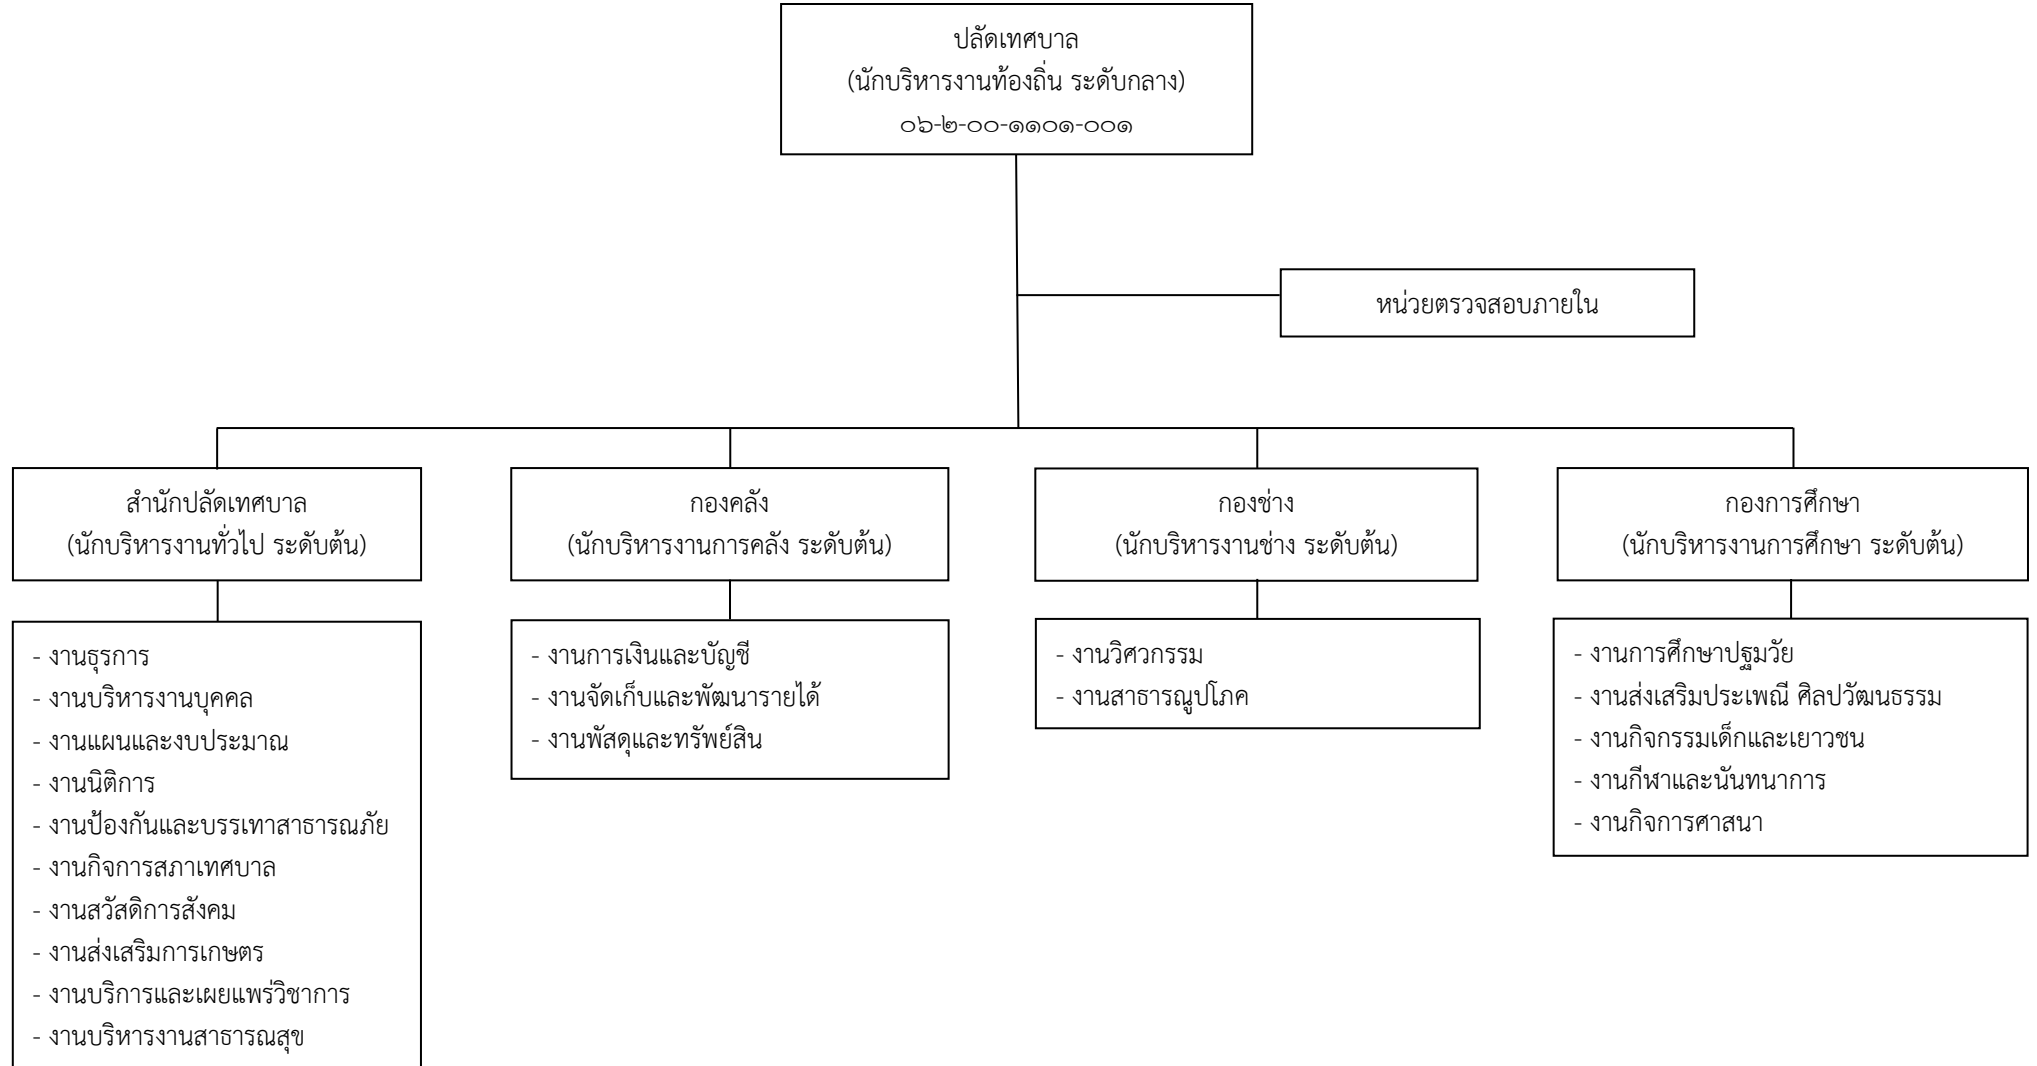 ปลัดเทศบาล
(นักบริหารงานท้องถิ่น ระดับกลาง)
๐๖-๒-๐๐-๑๑๐๑-๐๐๑
หน่วยตรวจสอบภายใน
สำนักปลัดเทศบาล
(นักบริหารงานทั่วไป ระดับต้น)
กองคลัง
(นักบริหารงานการคลัง ระดับต้น)
กองช่าง
(นักบริหารงานช่าง ระดับต้น)
กองการศึกษา
(นักบริหารงานการศึกษา ระดับต้น)
- งานธุรการ
- งานบริหารงานบุคคล
- งานแผนและงบประมาณ
- งานนิติการ
- งานป้องกันและบรรเทาสาธารณภัย
- งานกิจการสภาเทศบาล
- งานสวัสดิการสังคม
- งานส่งเสริมการเกษตร
- งานบริการและเผยแพร่วิชาการ
- งานบริหารงานสาธารณสุข
- งานการเงินและบัญชี
- งานจัดเก็บและพัฒนารายได้
- งานพัสดุและทรัพย์สิน
- งานวิศวกรรม
- งานสาธารณูปโภค
- งานการศึกษาปฐมวัย
- งานส่งเสริมประเพณี ศิลปวัฒนธรรม
- งานกิจกรรมเด็กและเยาวชน
- งานกีฬาและนันทนาการ
- งานกิจการศาสนา